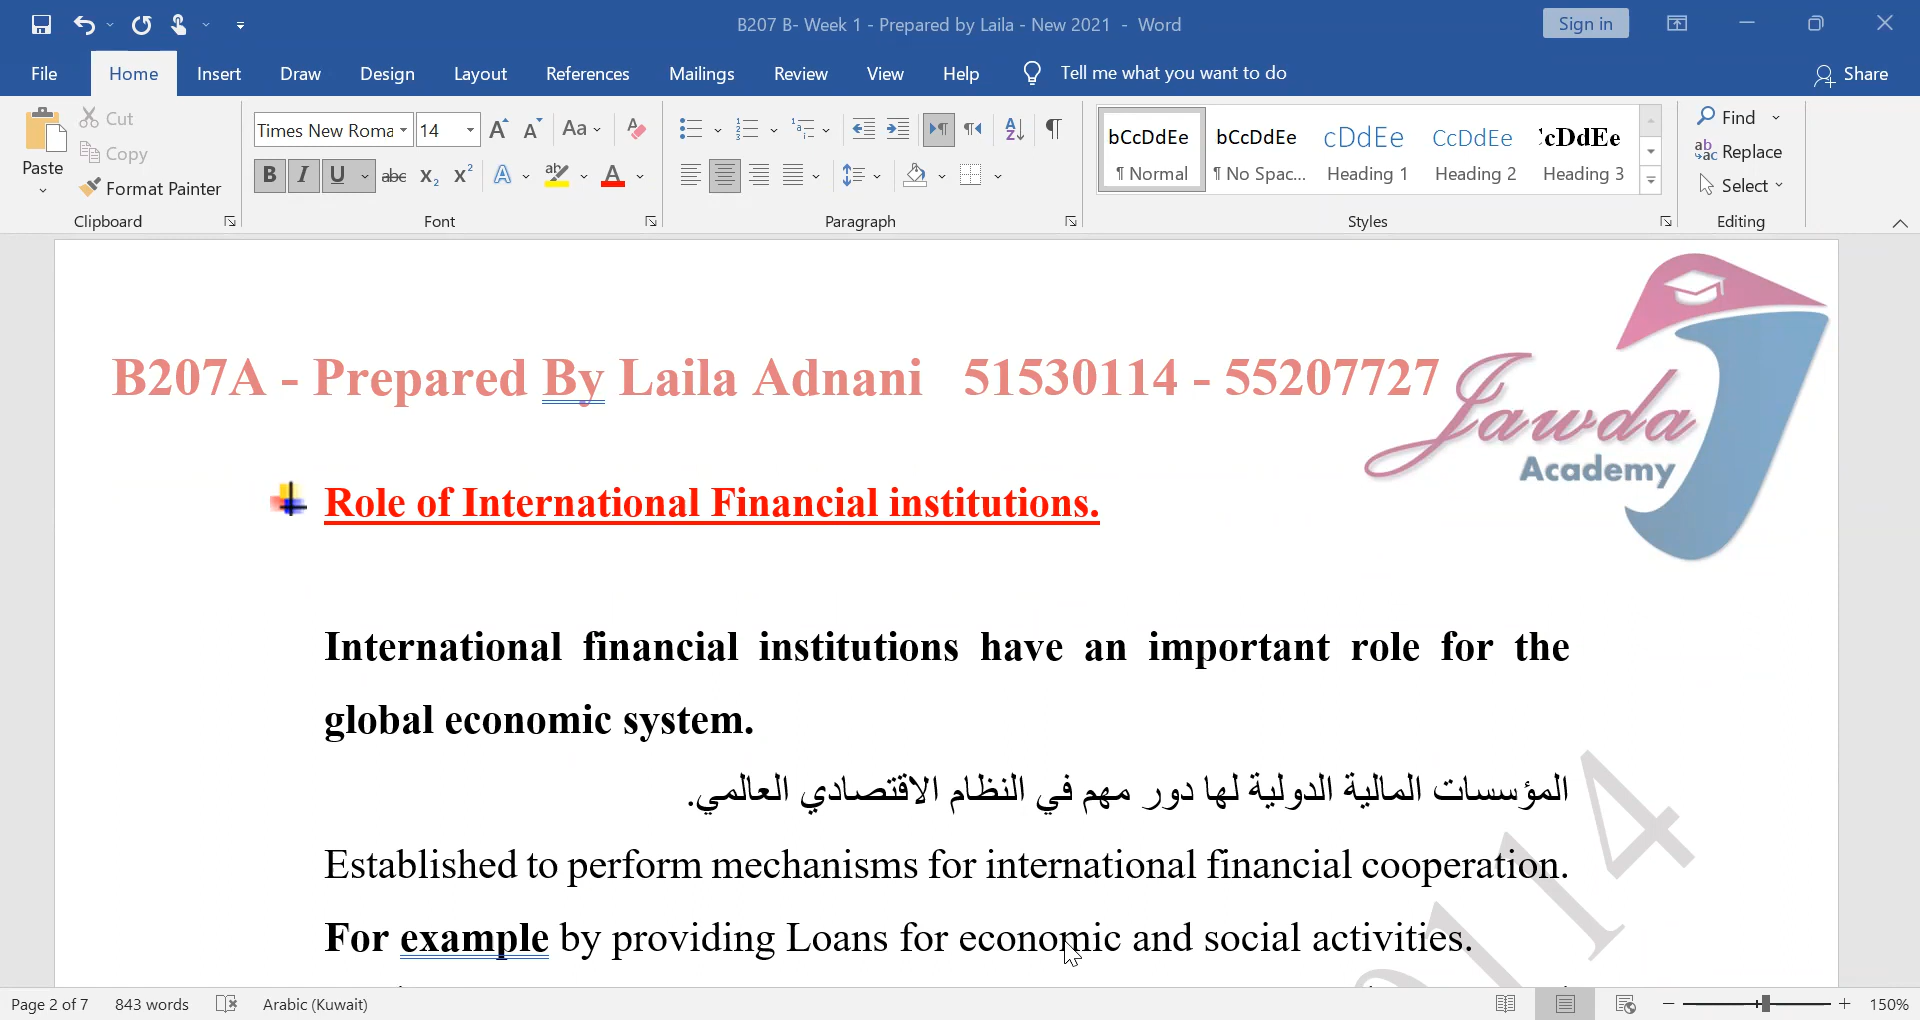 B207 B- Week 1 - Prepared by Laila - New 2021 - Word
Sign in
File Home Insert Draw Design Layout References Mailings Review View Help Tell me what you want to do Share
Paste
Cut
Copy
Format Painter
Clipboard
Times New Roma 14
Font
Paragraph
bCcDdEe bCcDdEe cDdEe CcDdEe cDdEe
¶ Normal ¶ No Spac... Heading 1 Heading 2 Heading 3
Styles
Find
Replace
Select
Editing
B207A - Prepared By Laila Adnani 51530114 - 55207727
Jawda
Academy
Role of International Financial institutions.
International financial institutions have an important role for the
global economic system.
المؤسسات المالية الدولية لها دور مهم في النظام الاقتصادي العالمي.
Established to perform mechanisms for international financial cooperation.
For example by providing Loans for economic and social activities.
Page 2 of 7 843 words Arabic (Kuwait) 150%